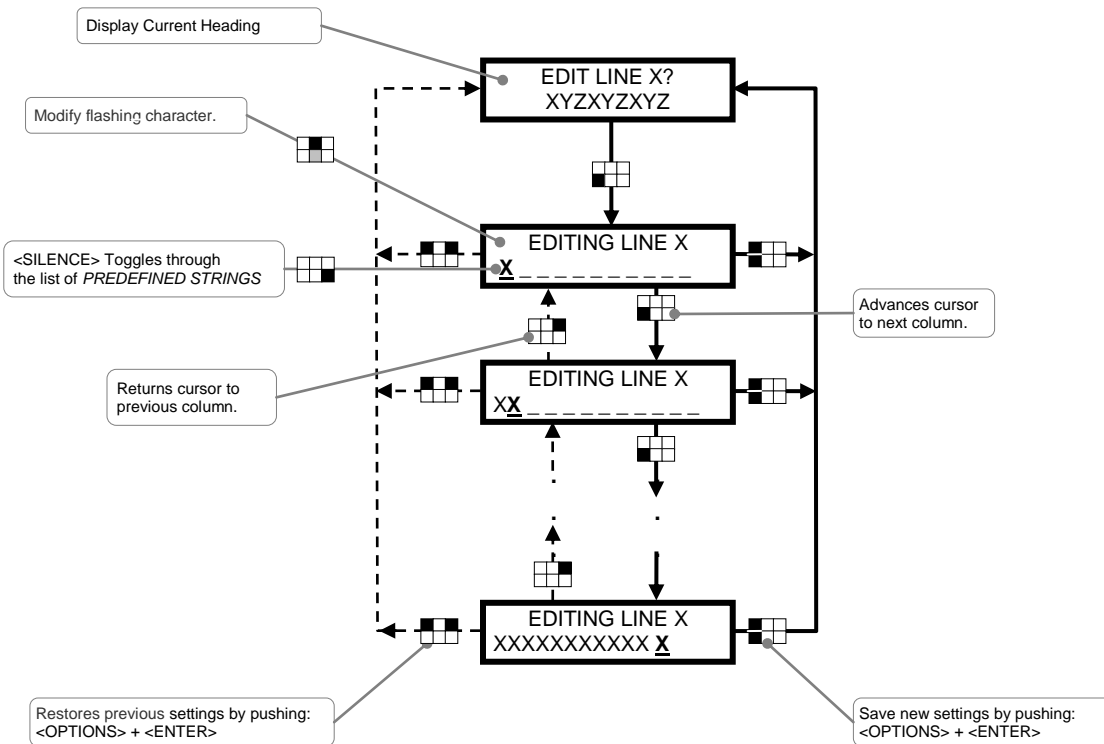 Display Current Heading
EDIT LINE X?
XYZXYZXYZ
Modify flashing character.
EDITING LINE X
X _ _ _ _ _ _ _ _ _ _
<SILENCE> Toggles through
the list of PREDEFINED STRINGS
Advances cursor
to next column.
EDITING LINE X
XX _ _ _ _ _ _ _ _ _ _
Returns cursor to
previous column.
EDITING LINE X
XXXXXXXXXXX X
Restores previous settings by pushing:
<OPTIONS> + <ENTER>
Save new settings by pushing:
<OPTIONS> + <ENTER>